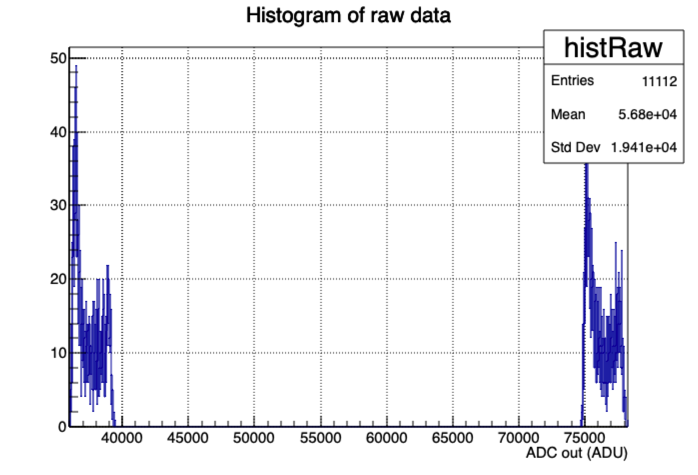 Histogram of raw data
histRaw
Entries 11112
Mean 5.68e+04
Std Dev 1.941e+04
50
40
30
20
10
0
40000 45000 50000 55000 60000 65000 70000 75000
ADC out (ADU)